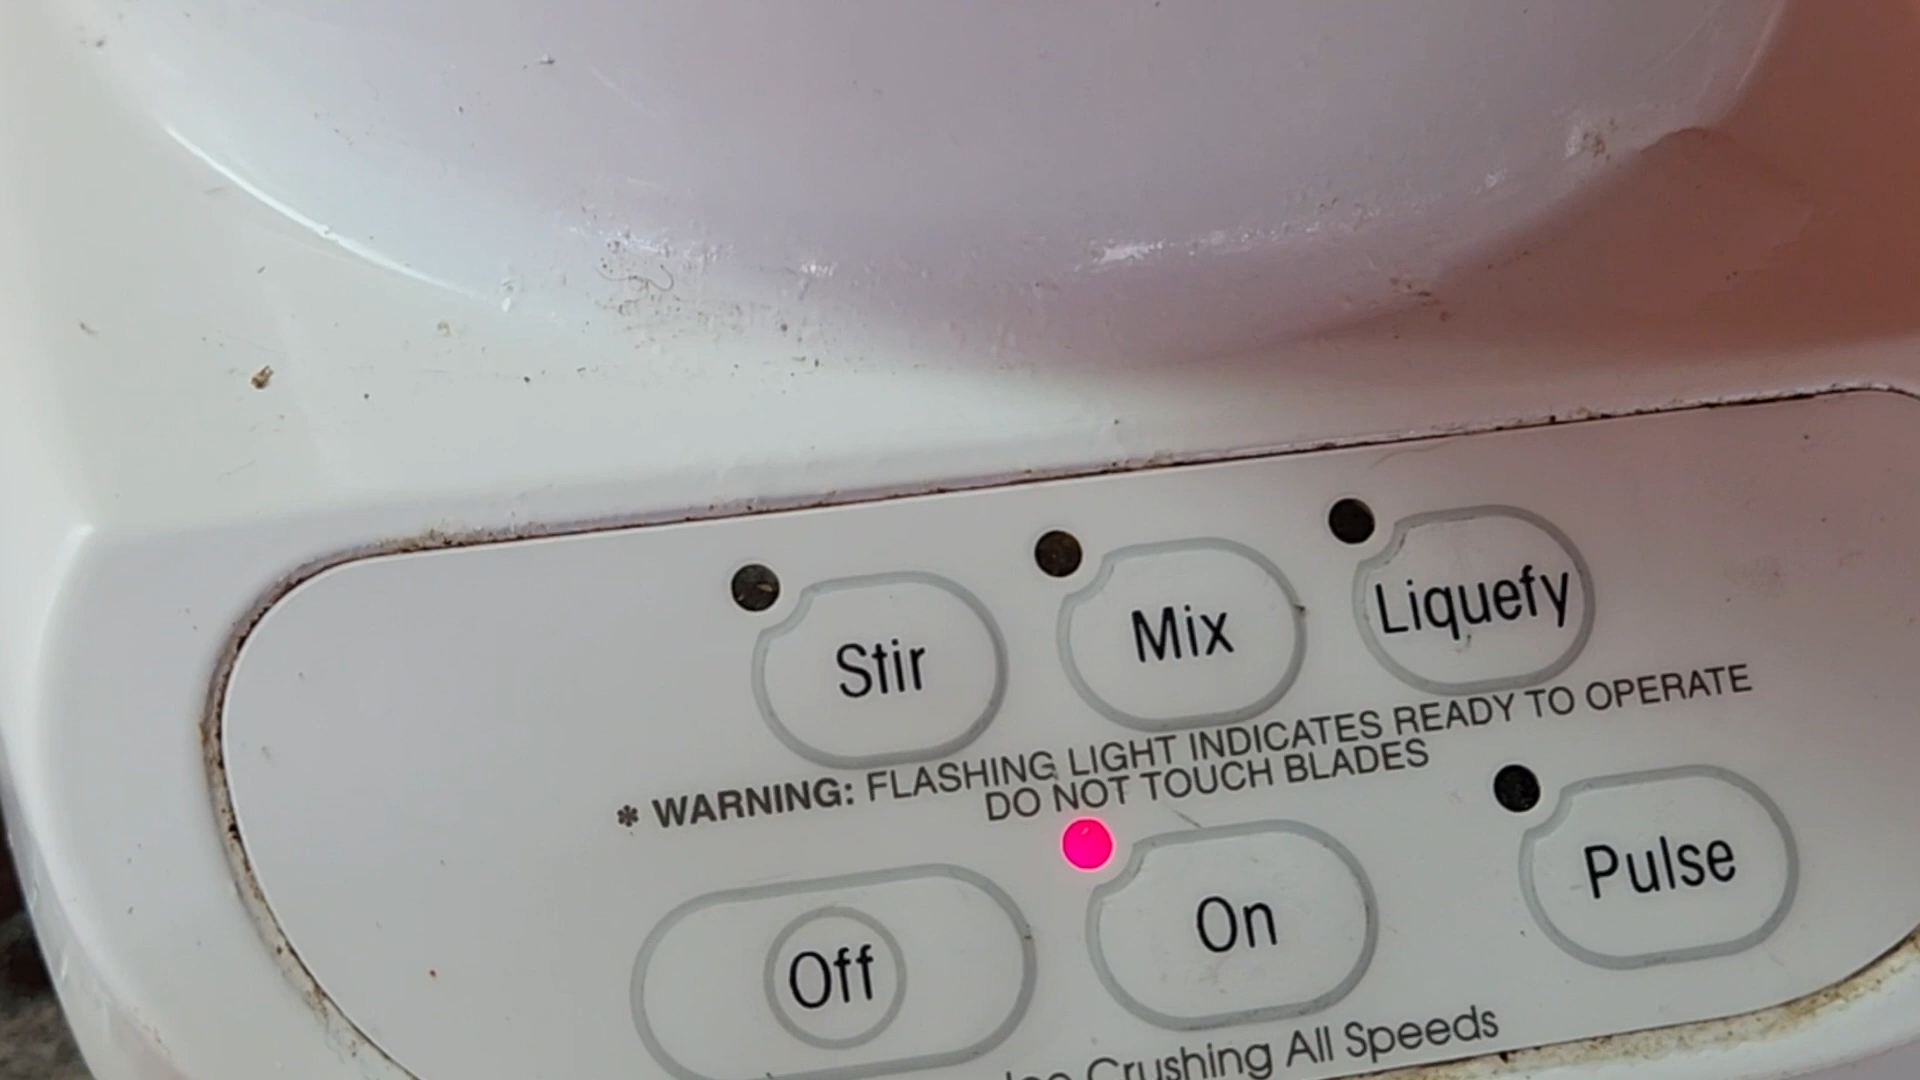 Stir
Mix
Liquefy
* WARNING: FLASHING LIGHT INDICATES READY TO OPERATE
DO NOT TOUCH BLADES
Off
On
Pulse
Crushing All Speeds